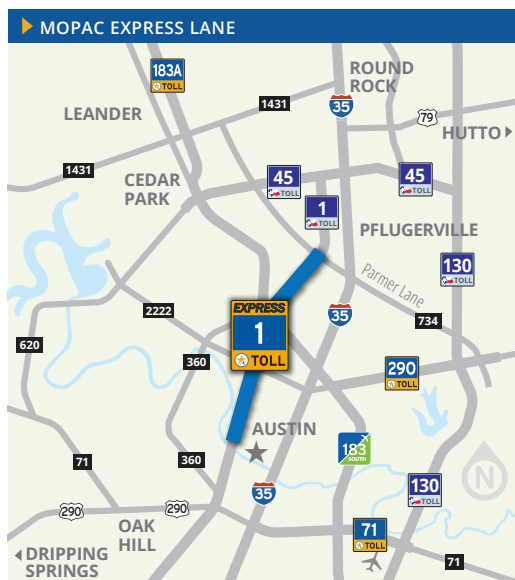 MOPAC EXPRESS LANE
183A
TOLL
ROUND
ROCK
LEANDER
1431
35
79
HUTTO
1431
CEDAR
PARK
45
TOLL
45
TOLL
1
TOLL
PFLUGERVILLE
130
TOLL
Parmer Lane
2222
EXPRESS
1
TOLL
35
734
620
360
290
TOLL
AUSTIN
183
SOUTH
71
360
N
130
TOLL
35
290
290
OAK
HILL
71
TOLL
DRIPPING
SPRINGS
71